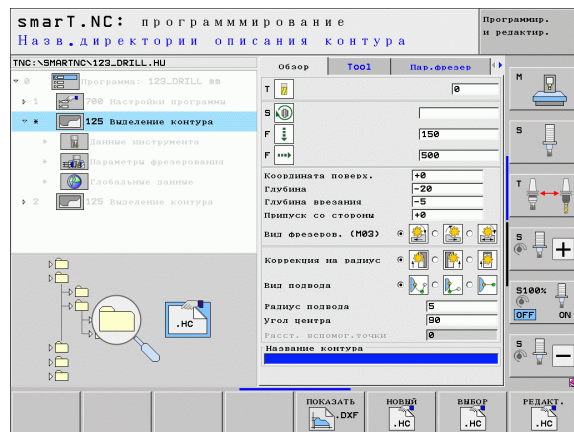 smarT.NC: программмирование
Назв.директории описания контура
Программир.
и редактир.
TNC:\SMARTNC\123_DRILL.HU
0 Программа: 123_DRILL мм
1 700 Настройки программы
* 125 Выделение контура
* Данные инструмента
* Параметры фрезерования
* Глобальные данные
2 125 Выделение контура
.HC
Обзор Tool Пар.фрезер
T 0
S
F 150
F 500
Координата поверх. +0
Глубина -20
Глубина врезания -5
Припуск со стороны +0
Вид фрезеров. (M03)
Коррекция на радиус
Вид подвода
Радиус подвода 5
Угол центра 90
Расст. вспомог.точки 0
Название контура
M
S
T
S
S100%
OFF ON
S
ПОКАЗАТЬ
.DXF
НОВЫЙ
.HC
ВЫБОР
.HC
РЕДАКТ.
.HC